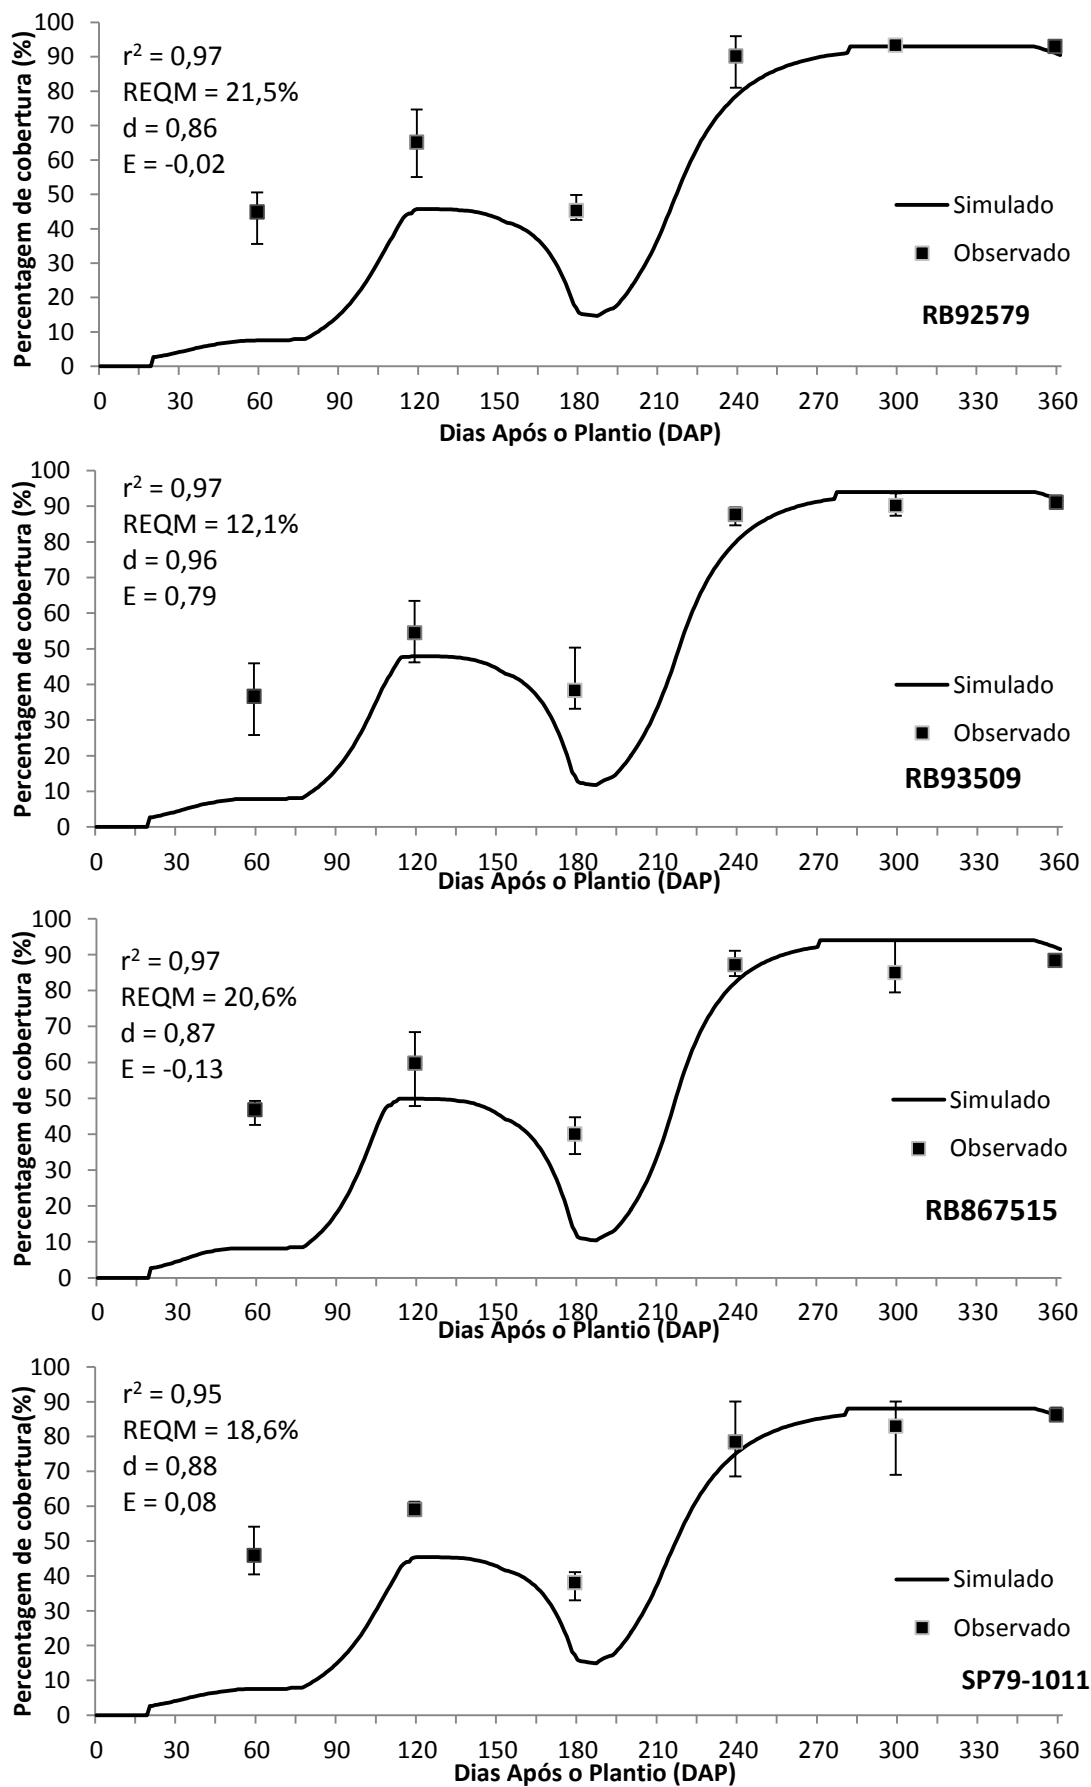 Percentagem de cobertura (%)
100
90
80
70
60
50
40
30
20
10
0
r² = 0,97
REQM = 21,5%
d = 0,86
E = -0,02
Simulado
Observado
RB92579
0 30 60 90 120 150 180 210 240 270 300 330 360
Dias Após o Plantio (DAP)
Percentagem de cobertura (%)
100
90
80
70
60
50
40
30
20
10
0
r² = 0,97
REQM = 12,1%
d = 0,96
E = 0,79
Simulado
Observado
RB93509
0 30 60 90 120 150 180 210 240 270 300 330 360
Dias Após o Plantio (DAP)
Percentagem de cobertura (%)
100
90
80
70
60
50
40
30
20
10
0
r² = 0,97
REQM = 20,6%
d = 0,87
E = -0,13
Simulado
Observado
RB867515
0 30 60 90 120 150 180 210 240 270 300 330 360
Dias Após o Plantio (DAP)
Percentagem de cobertura(%)
100
90
80
70
60
50
40
30
20
10
0
r² = 0,95
REQM = 18,6%
d = 0,88
E = 0,08
Simulado
Observado
SP79-1011
0 30 60 90 120 150 180 210 240 270 300 330 360
Dias Após o Plantio (DAP)